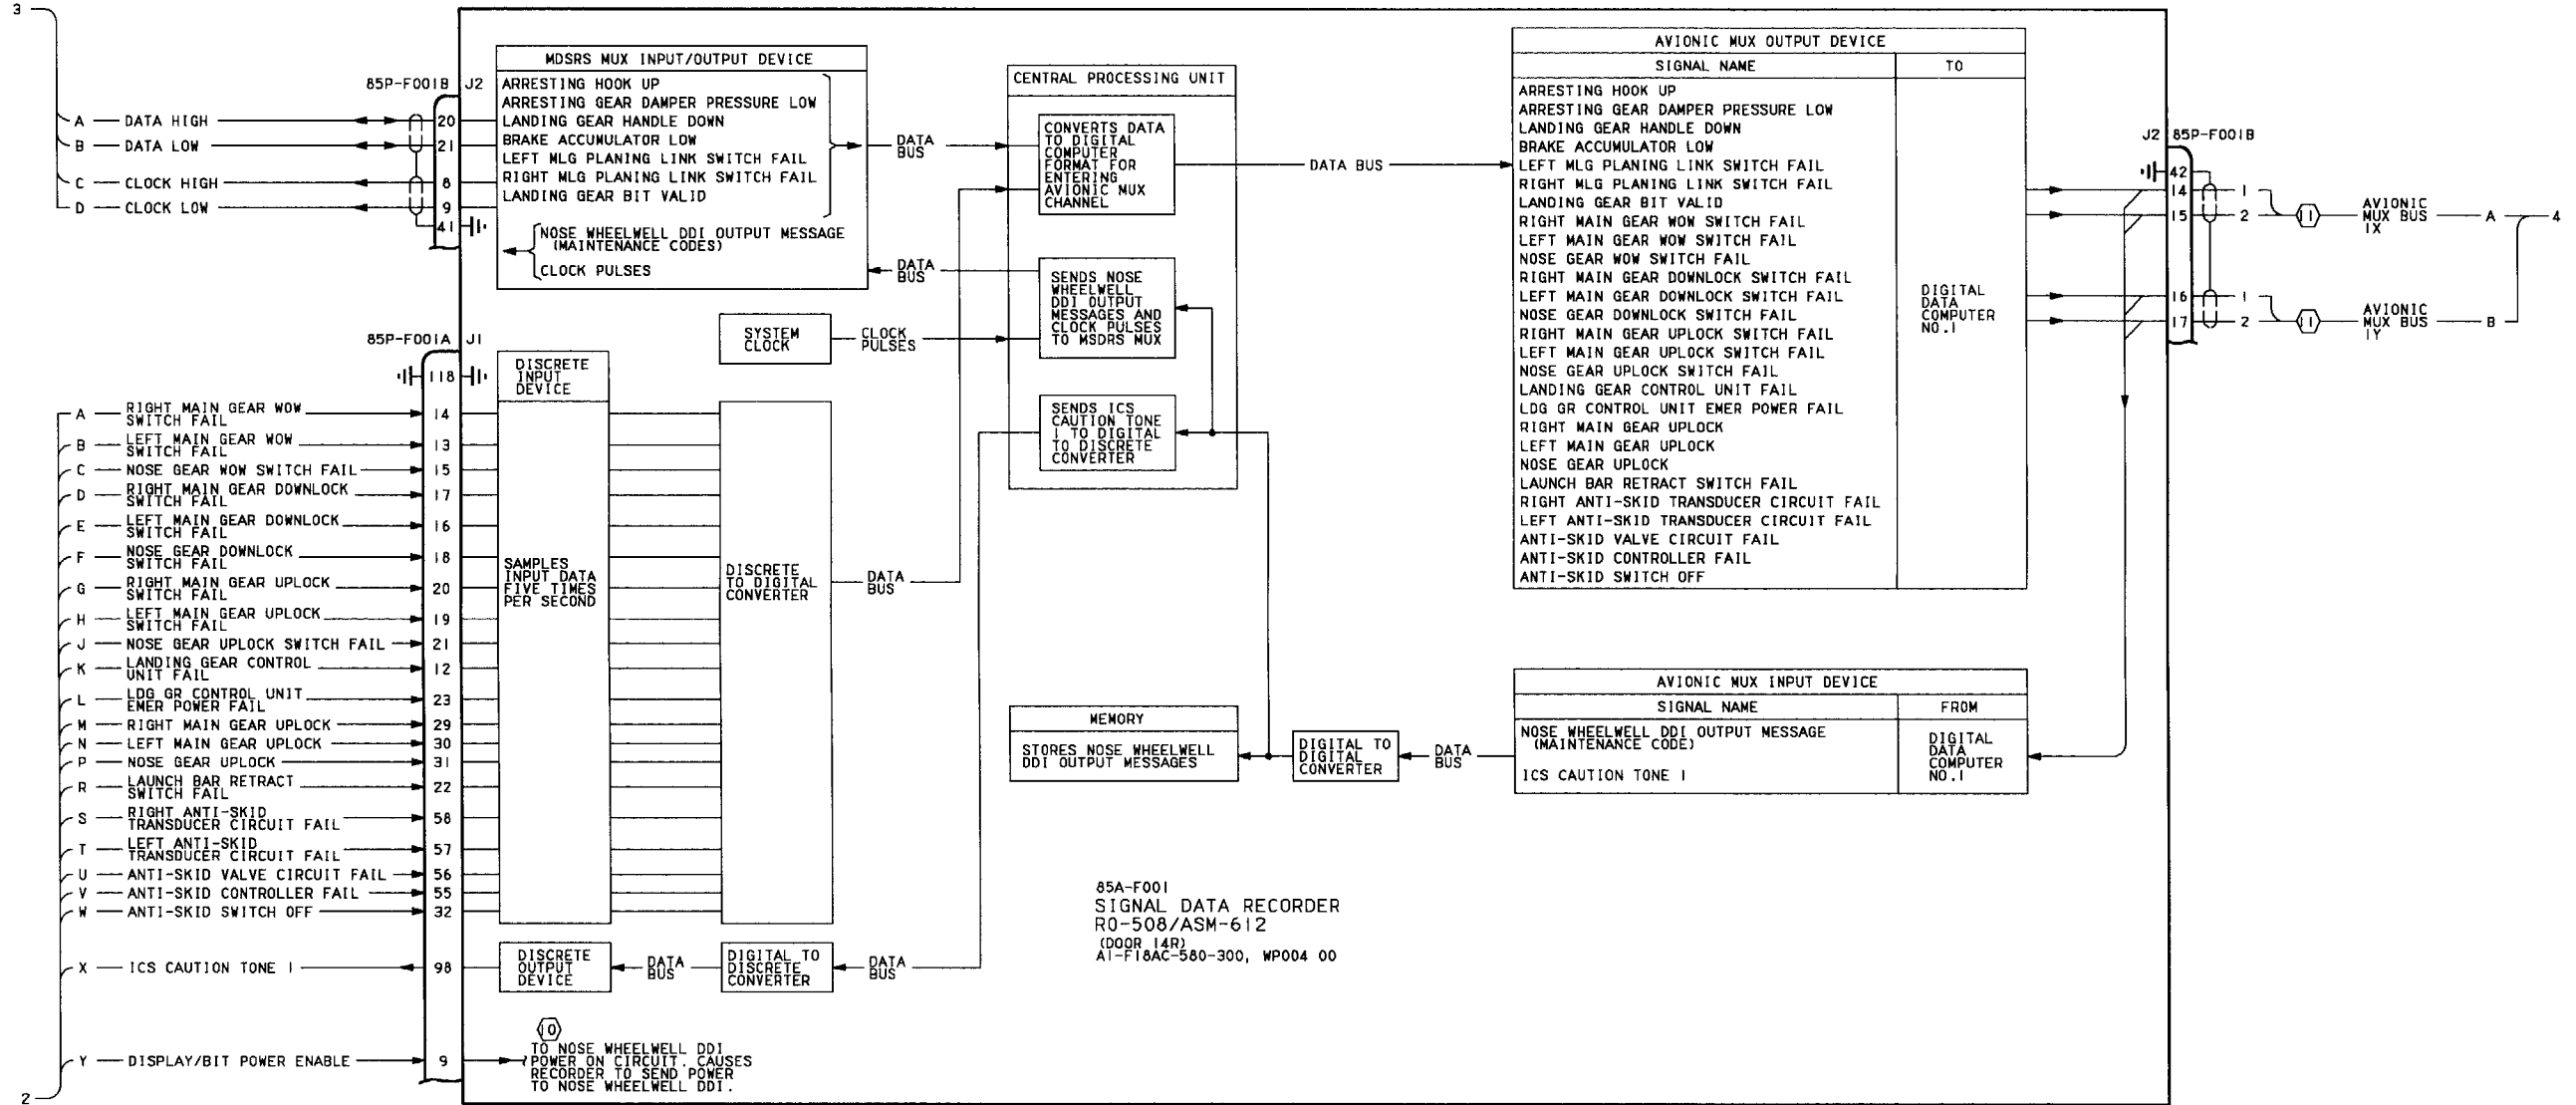 3
A DATA HIGH
B DATA LOW
C CLOCK HIGH
D CLOCK LOW
85P-F001B J2
20
21
8
9
41
MDSRS MUX INPUT/OUTPUT DEVICE
ARRESTING HOOK UP
ARRESTING GEAR DAMPER PRESSURE LOW
LANDING GEAR HANDLE DOWN
BRAKE ACCUMULATOR LOW
LEFT MLG PLANING LINK SWITCH FAIL
RIGHT MLG PLANING LINK SWITCH FAIL
LANDING GEAR BIT VALID
NOSE WHEELWELL DDI OUTPUT MESSAGE
(MAINTENANCE CODES)
CLOCK PULSES
DATA
BUS
DATA
BUS
SYSTEM
CLOCK
CLOCK
PULSES
CENTRAL PROCESSING UNIT
CONVERTS DATA
TO DIGITAL
COMPUTER
FORMAT FOR
ENTERING
AVIONIC MUX
CHANNEL
SENDS NOSE
WHEELWELL
DDI OUTPUT
MESSAGES AND
CLOCK PULSES
TO MSDRS MUX
SENDS ICS
CAUTION TONE
1 TO DIGITAL
TO DISCRETE
CONVERTER
DATA BUS
AVIONIC MUX OUTPUT DEVICE
SIGNAL NAME TO
ARRESTING HOOK UP
ARRESTING GEAR DAMPER PRESSURE LOW
LANDING GEAR HANDLE DOWN
BRAKE ACCUMULATOR LOW
LEFT MLG PLANING LINK SWITCH FAIL
RIGHT MLG PLANING LINK SWITCH FAIL
LANDING GEAR BIT VALID
RIGHT MAIN GEAR WOW SWITCH FAIL
LEFT MAIN GEAR WOW SWITCH FAIL
NOSE GEAR WOW SWITCH FAIL
RIGHT MAIN GEAR DOWNLOCK SWITCH FAIL
LEFT MAIN GEAR DOWNLOCK SWITCH FAIL
NOSE GEAR DOWNLOCK SWITCH FAIL
RIGHT MAIN GEAR UPLOCK SWITCH FAIL
LEFT MAIN GEAR UPLOCK SWITCH FAIL
NOSE GEAR UPLOCK SWITCH FAIL
LANDING GEAR CONTROL UNIT FAIL
LDG GR CONTROL UNIT EMER POWER FAIL
RIGHT MAIN GEAR UPLOCK
LEFT MAIN GEAR UPLOCK
NOSE GEAR UPLOCK
LAUNCH BAR RETRACT SWITCH FAIL
RIGHT ANTI-SKID TRANSDUCER CIRCUIT FAIL
LEFT ANTI-SKID TRANSDUCER CIRCUIT FAIL
ANTI-SKID VALVE CIRCUIT FAIL
ANTI-SKID CONTROLLER FAIL
ANTI-SKID SWITCH OFF
DIGITAL
DATA
COMPUTER
NO.1
J2 85P-F001B
42
14 1
15 2 11
AVIONIC
MUX BUS
1X
A 4
16 1
17 2 11
AVIONIC
MUX BUS
1Y
B
85P-F001A J1
118
A RIGHT MAIN GEAR WOW
SWITCH FAIL 14
B LEFT MAIN GEAR WOW
SWITCH FAIL 13
C NOSE GEAR WOW SWITCH FAIL 15
D RIGHT MAIN GEAR DOWNLOCK
SWITCH FAIL 17
E LEFT MAIN GEAR DOWNLOCK
SWITCH FAIL 16
F NOSE GEAR DOWNLOCK
SWITCH FAIL 18
G RIGHT MAIN GEAR UPLOCK
SWITCH FAIL 20
H LEFT MAIN GEAR UPLOCK
SWITCH FAIL 19
J NOSE GEAR UPLOCK SWITCH FAIL 21
K LANDING GEAR CONTROL
UNIT FAIL 12
L LDG GR CONTROL UNIT
EMER POWER FAIL 23
M RIGHT MAIN GEAR UPLOCK 29
N LEFT MAIN GEAR UPLOCK 30
P NOSE GEAR UPLOCK 31
R LAUNCH BAR RETRACT
SWITCH FAIL 22
S RIGHT ANTI-SKID
TRANSDUCER CIRCUIT FAIL 58
T LEFT ANTI-SKID
TRANSDUCER CIRCUIT FAIL 57
U ANTI-SKID VALVE CIRCUIT FAIL 56
V ANTI-SKID CONTROLLER FAIL 55
W ANTI-SKID SWITCH OFF 32
X ICS CAUTION TONE 1 98
Y DISPLAY/BIT POWER ENABLE 9
2
DISCRETE
INPUT
DEVICE
SAMPLES
INPUT DATA
FIVE TIMES
PER SECOND
DISCRETE
TO DIGITAL
CONVERTER
DATA
BUS
DISCRETE
OUTPUT
DEVICE
DATA
BUS
DIGITAL TO
DISCRETE
CONVERTER
DATA
BUS
10
TO NOSE WHEELWELL DDI
POWER ON CIRCUIT. CAUSES
RECORDER TO SEND POWER
TO NOSE WHEELWELL DDI.
MEMORY
STORES NOSE WHEELWELL
DDI OUTPUT MESSAGES
DIGITAL TO
DIGITAL
CONVERTER
DATA
BUS
AVIONIC MUX INPUT DEVICE
SIGNAL NAME FROM
NOSE WHEELWELL DDI OUTPUT MESSAGE
(MAINTENANCE CODE)
ICS CAUTION TONE 1
DIGITAL
DATA
COMPUTER
NO.1
85A-F001
SIGNAL DATA RECORDER
RO-508/ASM-612
(DOOR 14R)
A1-F18AC-580-300, WP004 00